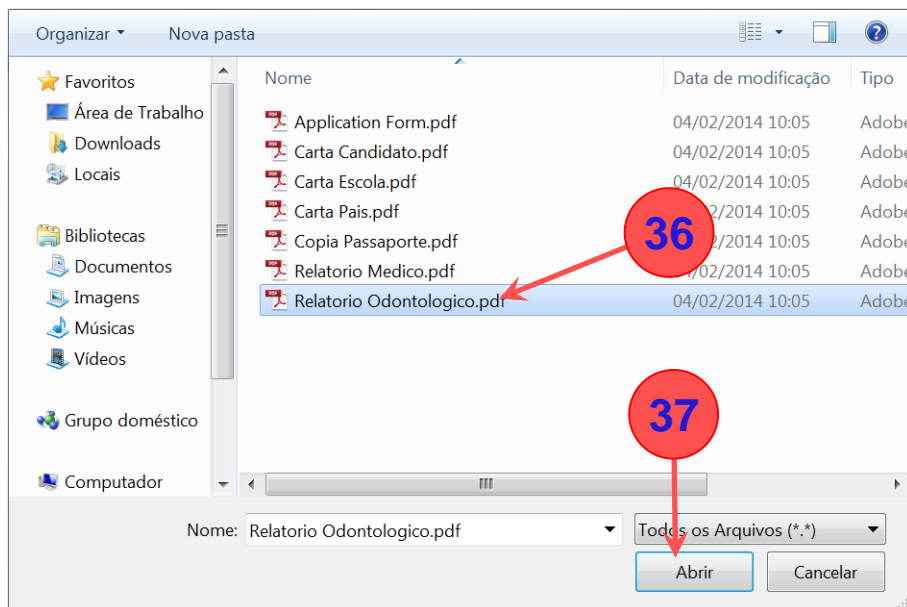 Organizar Nova pasta
Favoritos
Área de Trabalho
Downloads
Locais
Bibliotecas
Documentos
Imagens
Músicas
Vídeos
Grupo doméstico
Computador
Nome Data de modificação Tipo
Application Form.pdf 04/02/2014 10:05 Adobe
Carta Candidato.pdf 04/02/2014 10:05 Adobe
Carta Escola.pdf 04/02/2014 10:05 Adobe
Carta Pais.pdf 2/2014 10:05 Adobe
Copia Passaporte.pdf 2/2014 10:05 Adobe
Relatorio Medico.pdf /02/2014 10:05 Adobe
Relatorio Odontologico.pdf 04/02/2014 10:05 Adobe
36
37
Nome: Relatorio Odontologico.pdf Todos os Arquivos (*.*)
Abrir Cancelar